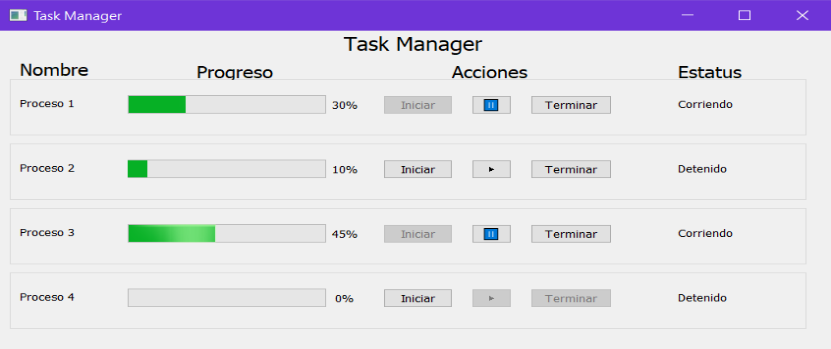 Task Manager
Task Manager
Nombre Progreso Acciones Estatus
Proceso 1 30% Iniciar ⏸ Terminar Corriendo
Proceso 2 10% Iniciar ▶ Terminar Detenido
Proceso 3 45% Iniciar ⏸ Terminar Corriendo
Proceso 4 0% Iniciar ▶ Terminar Detenido